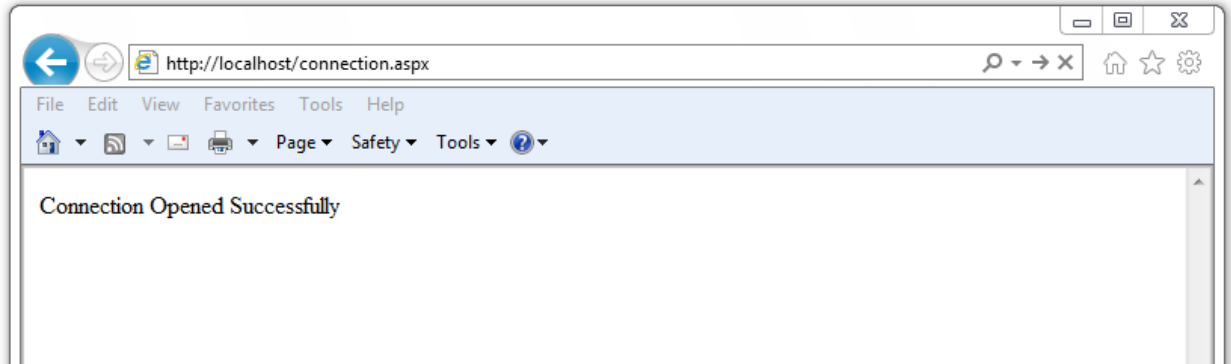 http://localhost/connection.aspx
File Edit View Favorites Tools Help
Page Safety Tools
Connection Opened Successfully